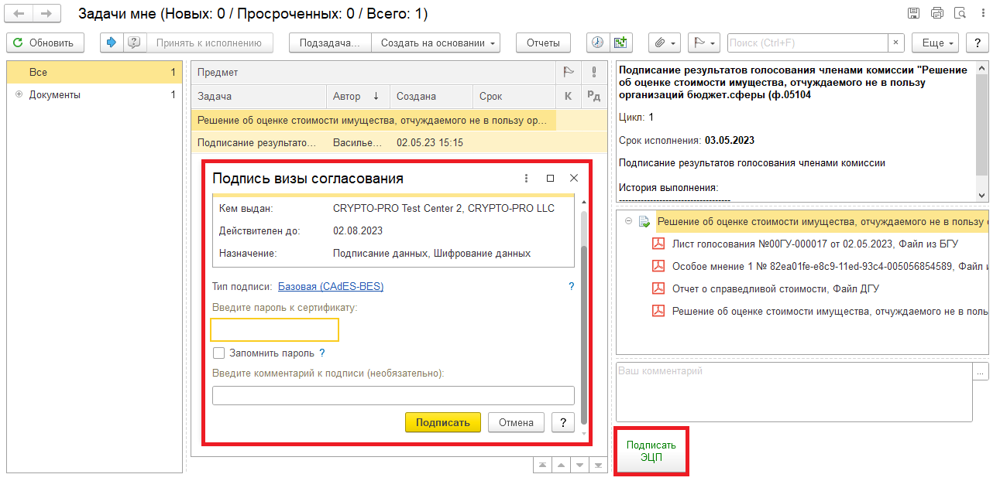 Задачи мне (Новых: 0 / Просроченных: 0 / Всего: 1)
Обновить
Принять к исполнению
Подзадача...
Создать на основании
Отчеты
Поиск (Ctrl+F)
×
Еще
?
Все 1
Документы 1
Предмет
Задача Автор ↓ Создана Срок К Рд
Решение об оценке стоимости имущества, отчуждаемого не в пользу ор...
Подписание результато... Василье... 02.05.23 15:15
Подпись визы согласования
Кем выдан: CRYPTO-PRO Test Center 2, CRYPTO-PRO LLC
Действителен до: 02.08.2023
Назначение: Подписание данных, Шифрование данных
Тип подписи: Базовая (CAdES-BES) ?
Введите пароль к сертификату:
Запомнить пароль ?
Введите комментарий к подписи (необязательно):
Подписать
Отмена
?
Подписание результатов голосования членами комиссии "Решение
об оценке стоимости имущества, отчуждаемого не в пользу
организаций бюджет.сферы (ф.05104
Цикл: 1
Срок исполнения: 03.05.2023
Подписание результатов голосования членами комиссии
История выполнения:
------------------------------------
Решение об оценке стоимости имущества, отчуждаемого не в пользу
Лист голосования №00ГУ-000017 от 02.05.2023, Файл из БГУ
Особое мнение 1 № 82ea01fe-e8c9-11ed-93c4-005056854589, Файл
Отчет о справедливой стоимости, Файл ДГУ
Решение об оценке стоимости имущества, отчуждаемого не в поль
Ваш комментарий
...
Подписать
ЭЦП